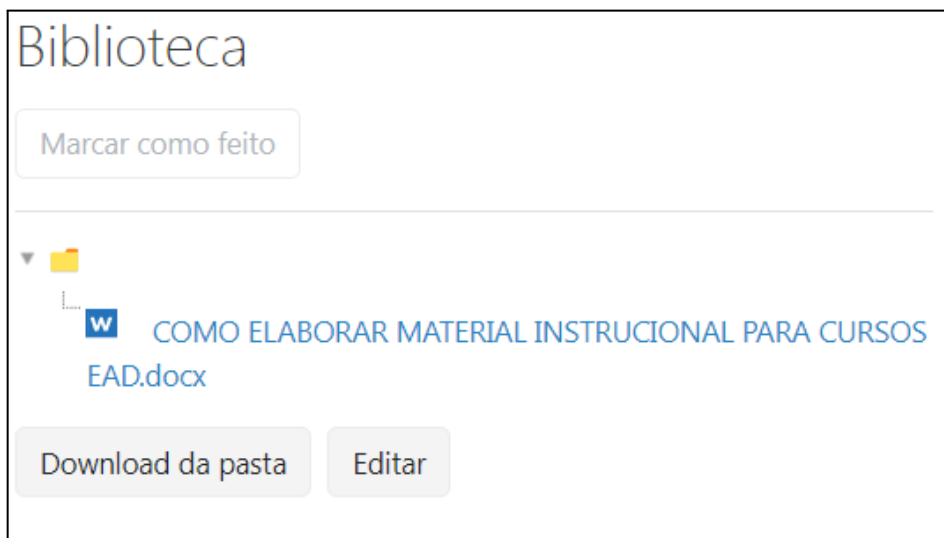 Biblioteca
Marcar como feito
W
COMO ELABORAR MATERIAL INSTRUCIONAL PARA CURSOS
EAD.docx
Download da pasta Editar